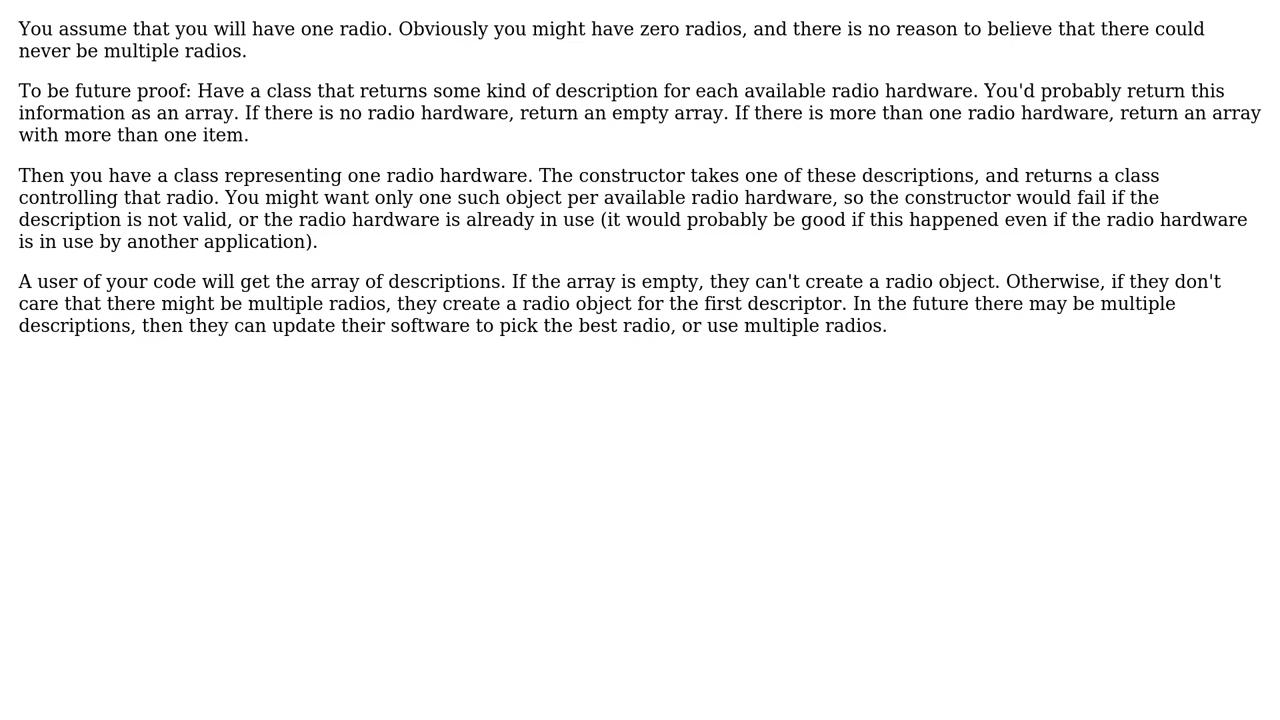 You assume that you will have one radio. Obviously you might have zero radios, and there is no reason to believe that there could
never be multiple radios.
To be future proof: Have a class that returns some kind of description for each available radio hardware. You'd probably return this
information as an array. If there is no radio hardware, return an empty array. If there is more than one radio hardware, return an array
with more than one item.
Then you have a class representing one radio hardware. The constructor takes one of these descriptions, and returns a class
controlling that radio. You might want only one such object per available radio hardware, so the constructor would fail if the
description is not valid, or the radio hardware is already in use (it would probably be good if this happened even if the radio hardware
is in use by another application).
A user of your code will get the array of descriptions. If the array is empty, they can't create a radio object. Otherwise, if they don't
care that there might be multiple radios, they create a radio object for the first descriptor. In the future there may be multiple
descriptions, then they can update their software to pick the best radio, or use multiple radios.